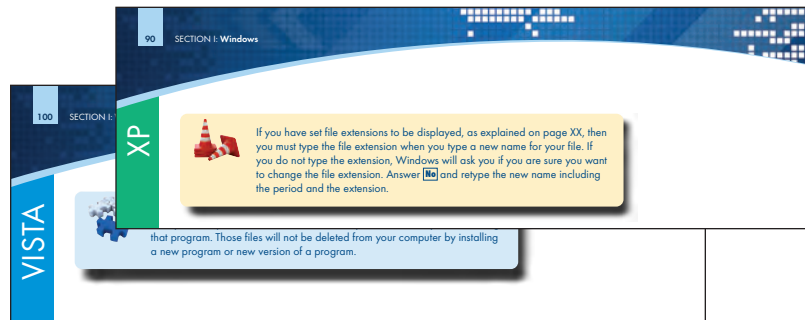 90 SECTION I: Windows
XP
If you have set file extensions to be displayed, as explained on page XX, then
you must type the file extension when you type a new name for your file. If
you do not type the extension, Windows will ask you if you are sure you want
to change the file extension. Answer No and retype the new name including
the period and the extension.
100 SECTION I:
VISTA
that program. Those files will not be deleted from your computer by installing
a new program or new version of a program.